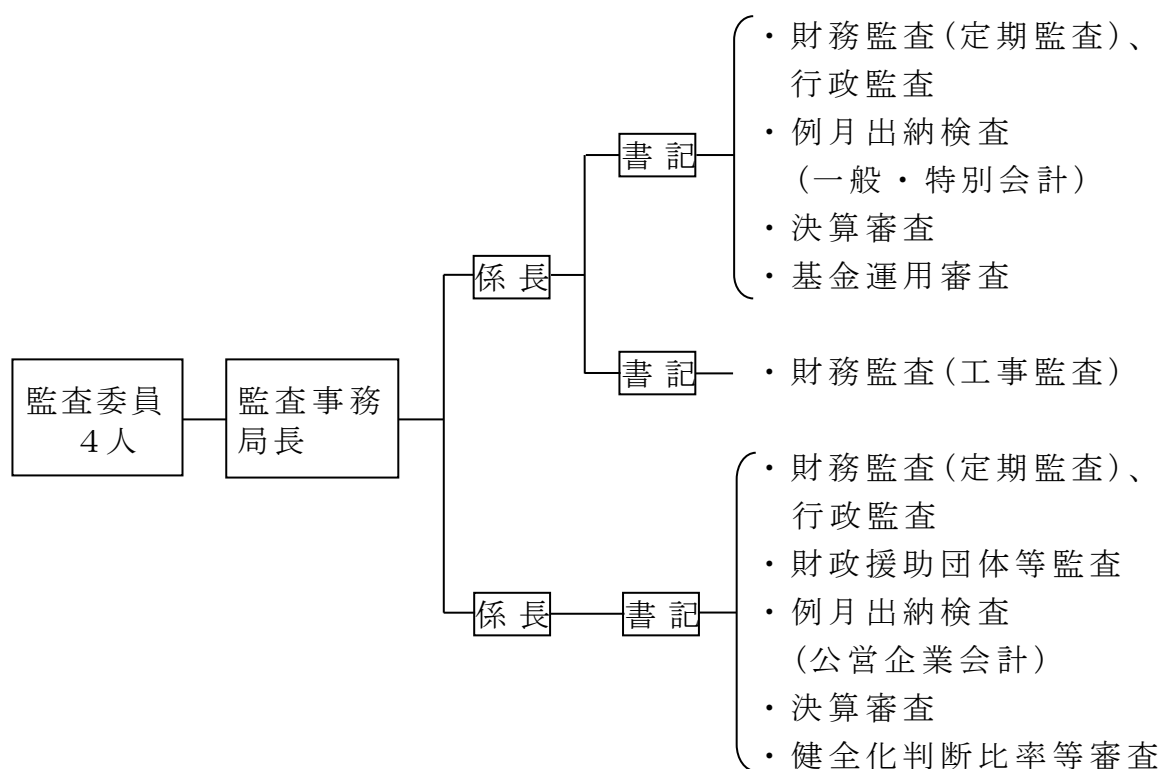 監査委員
４人
監査事務
局長
係長
書記
・財務監査(定期監査)、
行政監査
・例月出納検査
(一般・特別会計)
・決算審査
・基金運用審査
書記
・財務監査(工事監査)
係長
書記
・財務監査(定期監査)、
行政監査
・財政援助団体等監査
・例月出納検査
(公営企業会計)
・決算審査
・健全化判断比率等審査